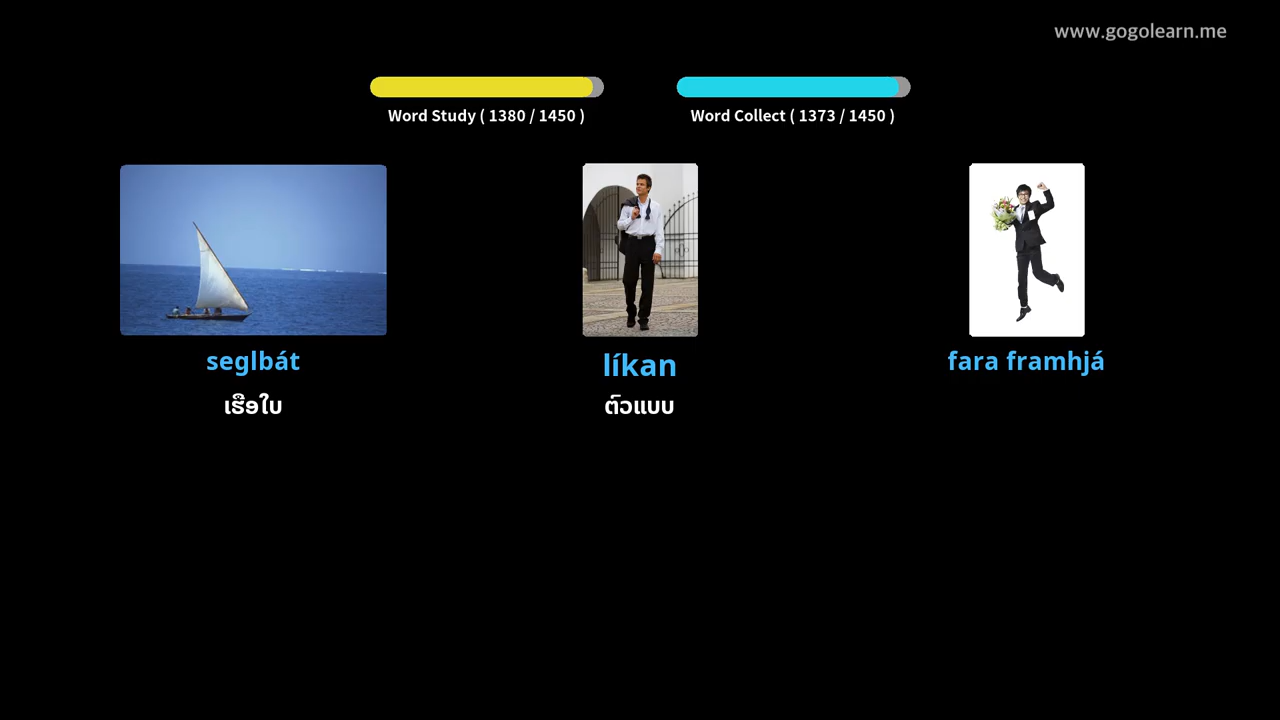 www.gogolearn.me
Word Study ( 1380 / 1450 )
Word Collect ( 1373 / 1450 )
seglbát
líkan
fara framhjá
ເຮືອໃບ
ຕົວແບບ